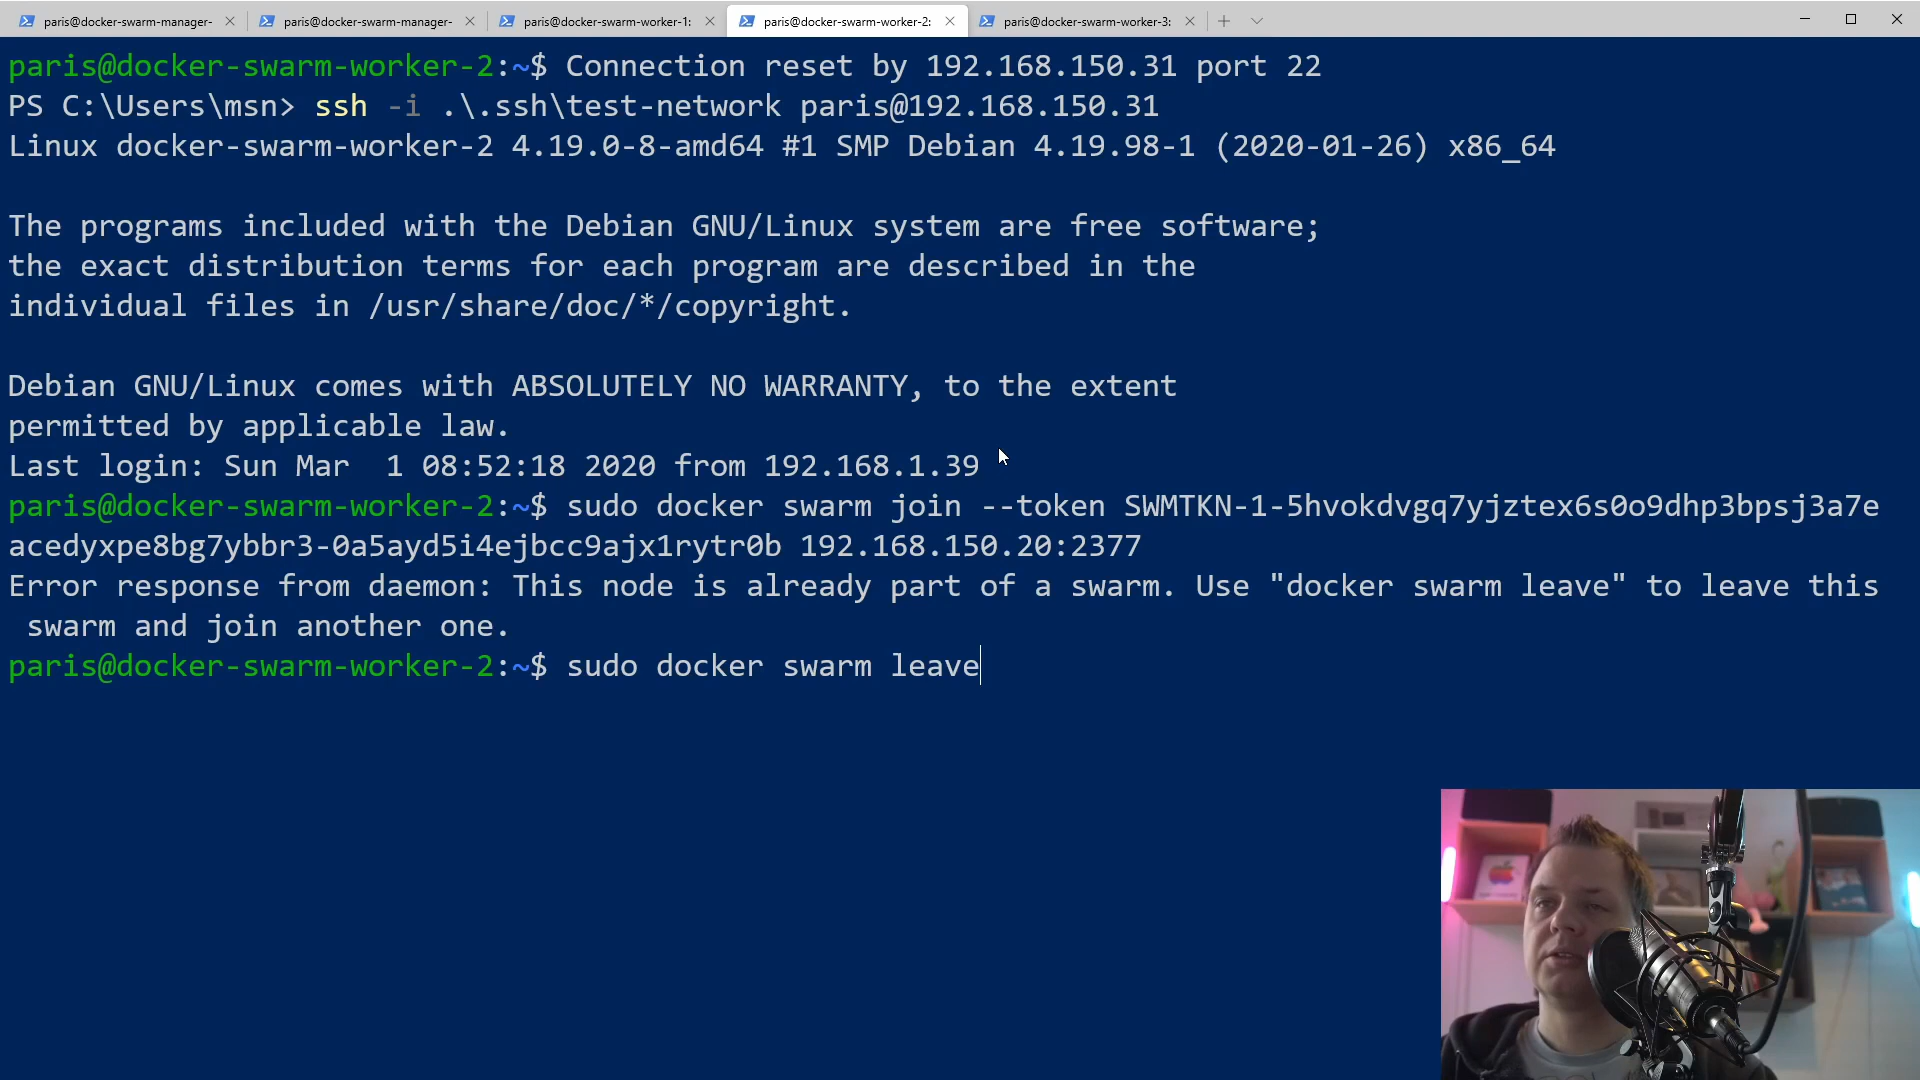 paris@docker-swarm-manager- paris@docker-swarm-manager- paris@docker-swarm-worker-1: paris@docker-swarm-worker-2: paris@docker-swarm-worker-3:
paris@docker-swarm-worker-2:~$ Connection reset by 192.168.150.31 port 22
PS C:\Users\msn> ssh -i .\.ssh\test-network paris@192.168.150.31
Linux docker-swarm-worker-2 4.19.0-8-amd64 #1 SMP Debian 4.19.98-1 (2020-01-26) x86_64
The programs included with the Debian GNU/Linux system are free software;
the exact distribution terms for each program are described in the
individual files in /usr/share/doc/*/copyright.
Debian GNU/Linux comes with ABSOLUTELY NO WARRANTY, to the extent
permitted by applicable law.
Last login: Sun Mar  1 08:52:18 2020 from 192.168.1.39
paris@docker-swarm-worker-2:~$ sudo docker swarm join --token SWMTKN-1-5hvokdvgq7yjztex6s0o9dhp3bpsj3a7e
acedyxpe8bg7ybbr3-0a5ayd5i4ejbcc9ajx1rytr0b 192.168.150.20:2377
Error response from daemon: This node is already part of a swarm. Use "docker swarm leave" to leave this
swarm and join another one.
paris@docker-swarm-worker-2:~$ sudo docker swarm leave